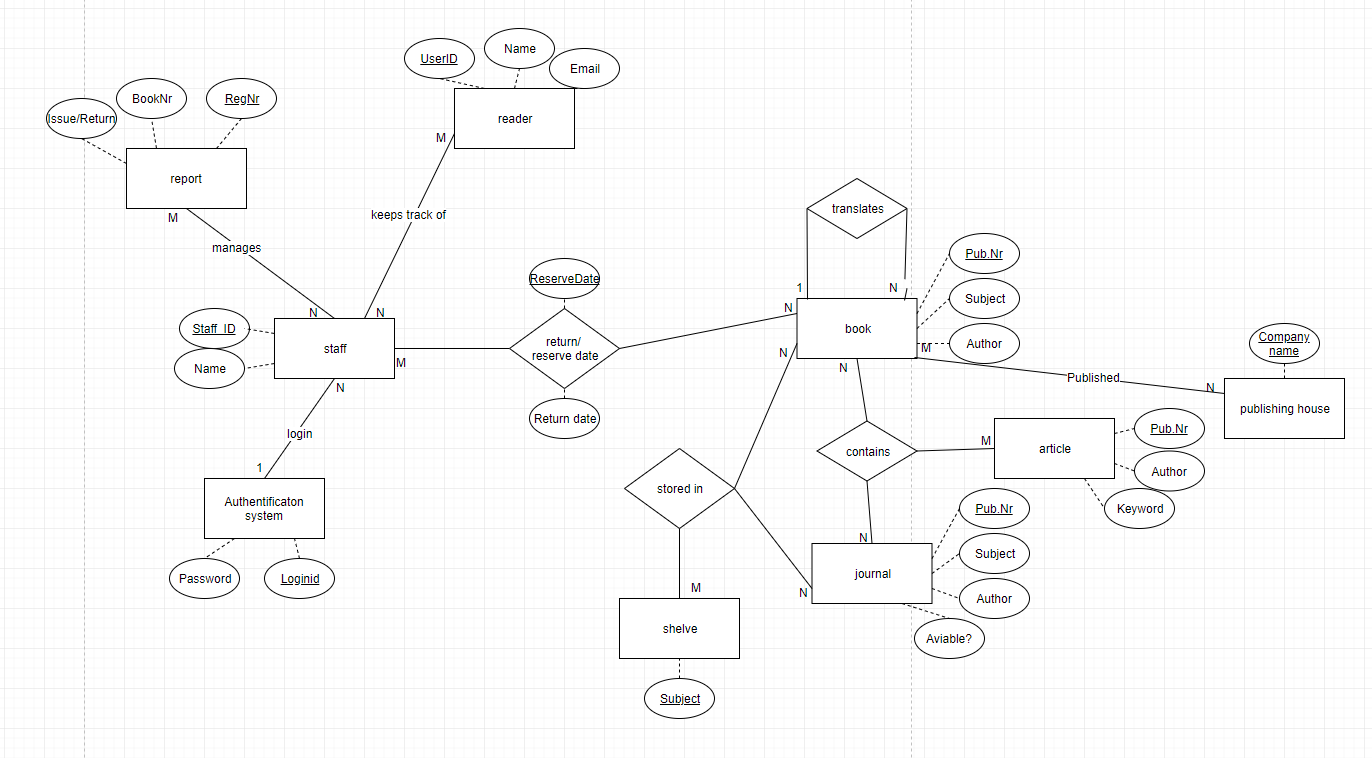 UserID
Name
Email
BookNr
RegNr
Issue/Return
reader
M
report
M
keeps track of
manages
translates
Pub.Nr
ReserveDate
1
N
Subject
N
N
N
Staff_ID
book
Author
Company
name
staff
return/
reserve date
M
N
M
Name
N
Published
N
N
Return date
publishing house
login
Pub.Nr
M
article
contains
1
Author
stored in
Authentificaton
system
Keyword
Pub.Nr
N
Subject
journal
Password
Loginid
M
N
Author
shelve
Aviable?
Subject